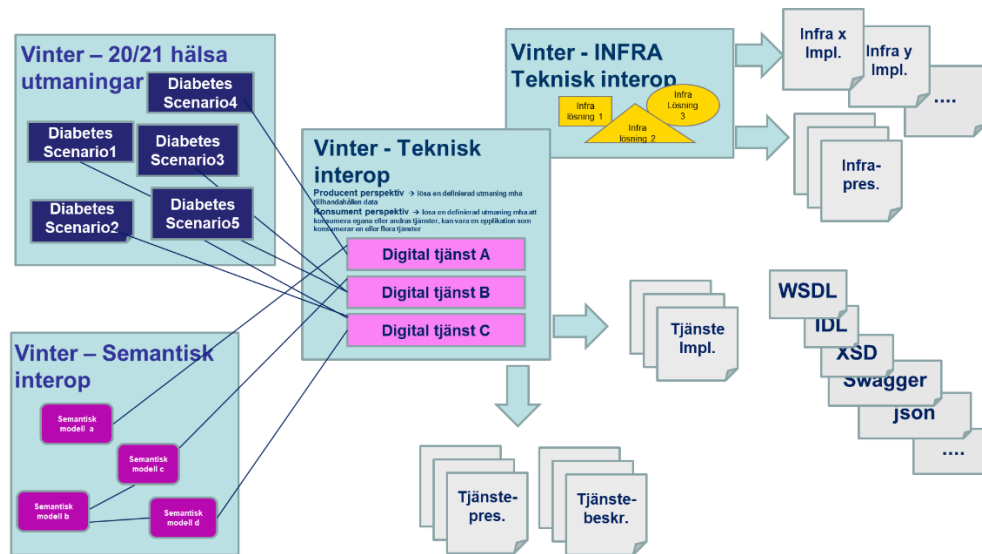 Vinter – 20/21 hälsa
utmaningar
Diabetes
Scenario4
Diabetes
Scenario1
Diabetes
Scenario3
Diabetes
Scenario2
Diabetes
Scenario5
Vinter – Semantisk
interop
Semantisk
modell a
Semantisk
modell c
Semantisk
modell b
Semantisk
modell d
Vinter - Teknisk
interop
Producent perspektiv → lösa en definierad utmaning mha
tillhandahållen data
Konsument perspektiv → losa en definierad utmaning mha att
konsumera egana eller andras tjänster, kan vara en epplikation som
konsumerar en eller flera tjänster
Digital tjänst A
Digital tjänst B
Digital tjänst C
Vinter - INFRA
Teknisk interop
Infra
lösning 1
Infra
lösning 2
Infra
lösning
3
Infra x
Impl.
Infra y
Impl.
....
Infra-
pres.
Tjänste
Impl.
Tjänste-
pres.
Tjänste-
beskr.
WSDL
IDL
XSD
Swagger
json
....